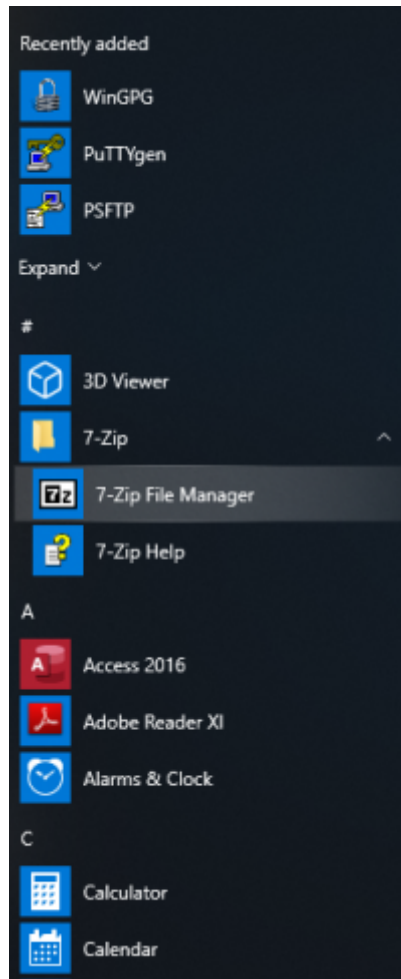 Recently added
WinGPG
PuTTYgen
PSFTP
Expand
#
3D Viewer
7-Zip
7z
7-Zip File Manager
7-Zip Help
A
A
Access 2016
Adobe Reader XI
Alarms & Clock
C
Calculator
Calendar